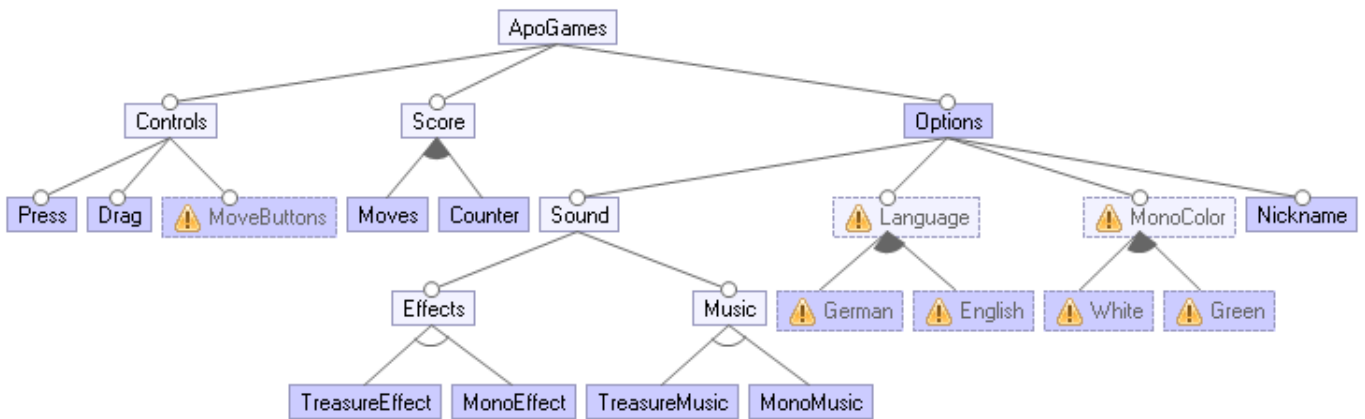 ApoGames
Controls Score Options
Press Drag MoveButtons Moves Counter Sound Language MonoColor Nickname
Effects Music German English White Green
TreasureEffect MonoEffect TreasureMusic MonoMusic